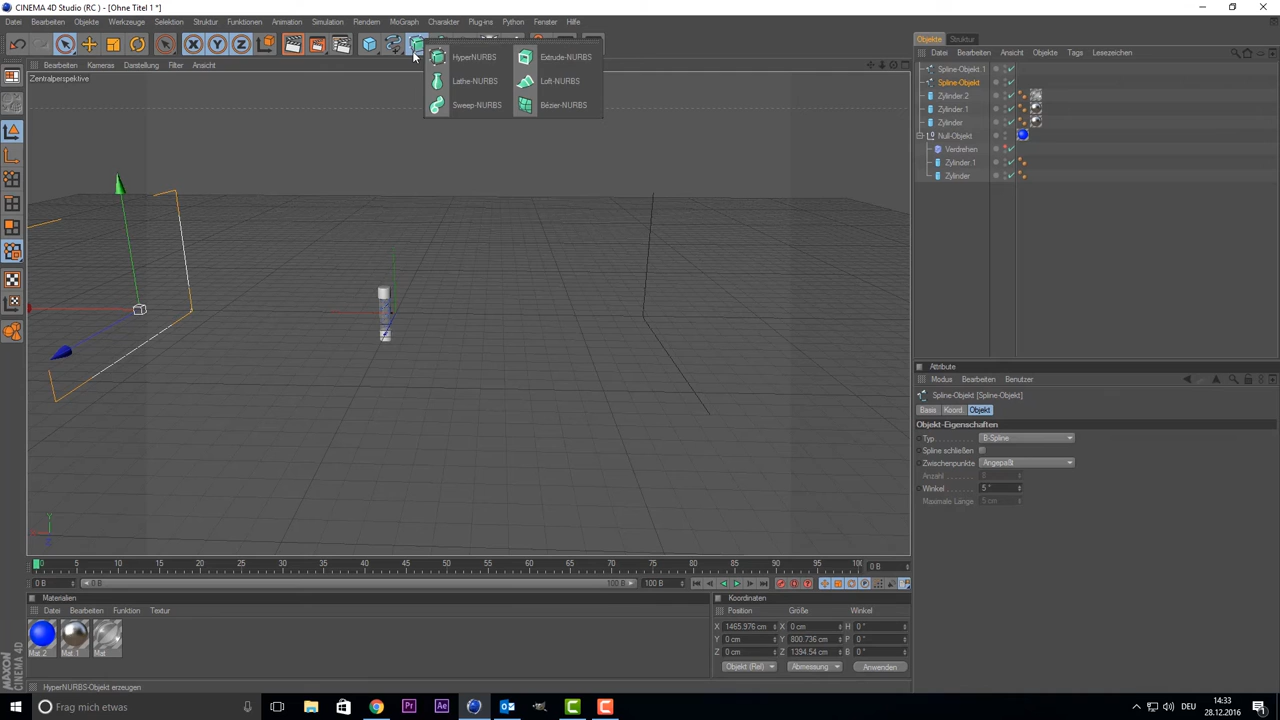 CINEMA 4D Studio (RC) - [Ohne Titel 1 *]
Datei Bearbeiten Objekte Werkzeuge Selektion Struktur Funktionen Animation Simulation Rendern MoGraph Charakter Plug-ins Python Fenster Hilfe
X Y Z
Bearbeiten Kameras Darstellung Filter Ansicht
Zentralperspektive
HyperNURBS Extrude-NURBS
Lathe-NURBS Loft-NURBS
Sweep-NURBS Bézier-NURBS
Objekte Struktur
Datei Bearbeiten Ansicht Objekte Tags Lesezeichen
Spline-Objekt.1
Spline-Objekt
Zylinder.2
Zylinder.1
Zylinder
Null-Objekt
Verdrehen
Zylinder 1
Zylinder
Attribute
Modus Bearbeiten Benutzer
Spline-Objekt [Spline-Objekt]
Basis Koord. Objekt
Objekt-Eigenschaften
Typ B-Spline
Spline schließen
Zwischenpunkte Angepaßt
Anzahl 8
Winkel 5 °
Maximale Länge 5 cm
Y
0 5 10 15 20 25 30 35 40 45 50 55 60 65 70 75 80 85 90 95 100 0 B
0 B 0 B 100 B 100 B
Materialien
Datei Bearbeiten Funktion Textur
Mat 2 Mat 1 Mat
Koordinaten
Position Größe Winkel
X 1465.976 cm X 0 cm H 0 °
Y 0 cm Y 800.736 cm P 0 °
Z 0 cm Z 1394.54 cm B 0 °
Objekt (Rel) Abmessung Anwenden
MAXON CINEMA 4D
HyperNURBS-Objekt erzeugen
Frag mich etwas
Pr Ae
DEU
14:33
28.12.2016